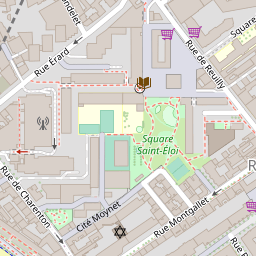 ondelet
Square
Rue Érard
Rue de Reuilly
Square
Saint-Éloi
R
Rue de Charenton
Cité Moynet
Rue Montgallet